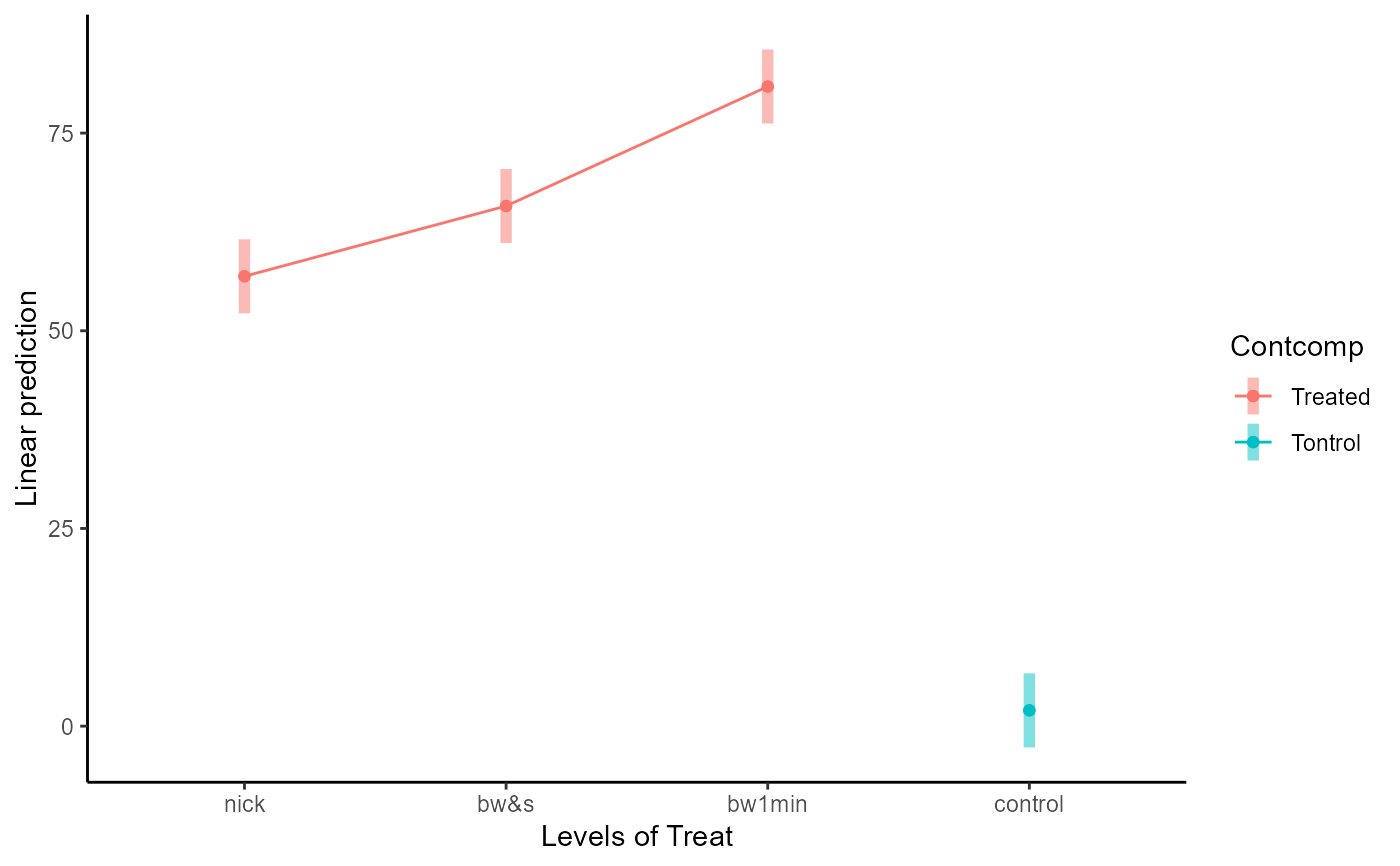 Linear prediction
75
50
25
0
nick bw&s bw1min control
Levels of Treat
Contcomp
Treated
Tontrol